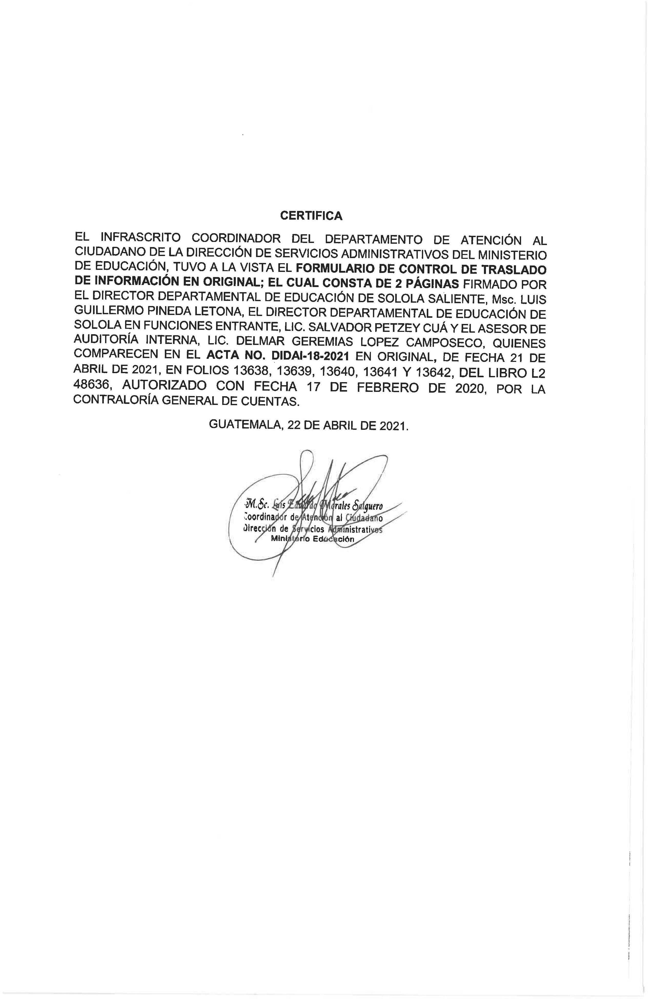 CERTIFICA
EL INFRASCRITO COORDINADOR DEL DEPARTAMENTO DE ATENCIÓN AL
CIUDADANO DE LA DIRECCIÓN DE SERVICIOS ADMINISTRATIVOS DEL MINISTERIO
DE EDUCACIÓN, TUVO A LA VISTA EL FORMULARIO DE CONTROL DE TRASLADO
DE INFORMACIÓN EN ORIGINAL; EL CUAL CONSTA DE 2 PÁGINAS FIRMADO POR
EL DIRECTOR DEPARTAMENTAL DE EDUCACIÓN DE SOLOLA SALIENTE, Msc. LUIS
GUILLERMO PINEDA LETONA, EL DIRECTOR DEPARTAMENTAL DE EDUCACIÓN DE
SOLOLA EN FUNCIONES ENTRANTE, LIC. SALVADOR PETZEY CUÁ Y EL ASESOR DE
AUDITORÍA INTERNA, LIC. DELMAR GEREMIAS LOPEZ CAMPOSECO, QUIENES
COMPARECEN EN EL ACTA NO. DIDAI-18-2021 EN ORIGINAL, DE FECHA 21 DE
ABRIL DE 2021, EN FOLIOS 13638, 13639, 13640, 13641 Y 13642, DEL LIBRO L2
48636, AUTORIZADO CON FECHA 17 DE FEBRERO DE 2020, POR LA
CONTRALORÍA GENERAL DE CUENTAS.
GUATEMALA, 22 DE ABRIL DE 2021.
M.Sc. Luis Eduardo Morales Salguero
Coordinador de Atención al Ciudadano
Dirección de Servicios Administrativos
Ministerio Educación